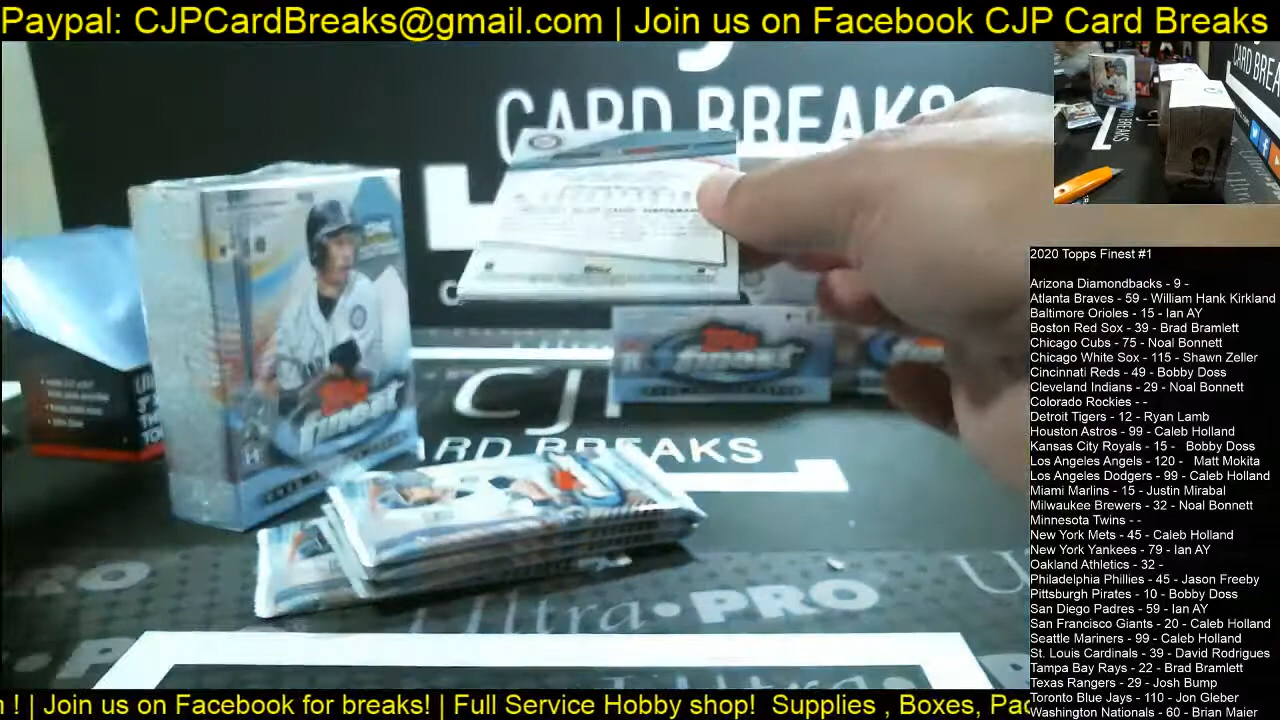 Paypal: CJPCardBreaks@gmail.com | Join us on Facebook CJP Card Breaks
CARD BREAKS
CARD BREAKS
Topps
finest
Topps
finest
CJP
ARD BREAKS
Ultra•PRO
PRO
2020 Topps Finest #1
Arizona Diamondbacks - 9 -
Atlanta Braves - 59 - William Hank Kirkland
Baltimore Orioles - 15 - Ian AY
Boston Red Sox - 39 - Brad Bramlett
Chicago Cubs - 75 - Noal Bonnett
Chicago White Sox - 115 - Shawn Zeller
Cincinnati Reds - 49 - Bobby Doss
Cleveland Indians - 29 - Noal Bonnett
Colorado Rockies - -
Detroit Tigers - 12 - Ryan Lamb
Houston Astros - 99 - Caleb Holland
Kansas City Royals - 15 - Bobby Doss
Los Angeles Angels - 120 - Matt Mokita
Los Angeles Dodgers - 99 - Caleb Holland
Miami Marlins - 15 - Justin Mirabal
Milwaukee Brewers - 32 - Noal Bonnett
Minnesota Twins - -
New York Mets - 45 - Caleb Holland
New York Yankees - 79 - Ian AY
Oakland Athletics - 32 -
Philadelphia Phillies - 45 - Jason Freeby
Pittsburgh Pirates - 10 - Bobby Doss
San Diego Padres - 59 - Ian AY
San Francisco Giants - 20 - Caleb Holland
Seattle Mariners - 99 - Caleb Holland
St. Louis Cardinals - 39 - David Rodrigues
Tampa Bay Rays - 22 - Brad Bramlett
Texas Rangers - 29 - Josh Bump
Toronto Blue Jays - 110 - Jon Gleber
Washington Nationals - 60 - Brian Maier
! | Join us on Facebook for breaks! | Full Service Hobby shop! Supplies , Boxes, Pa